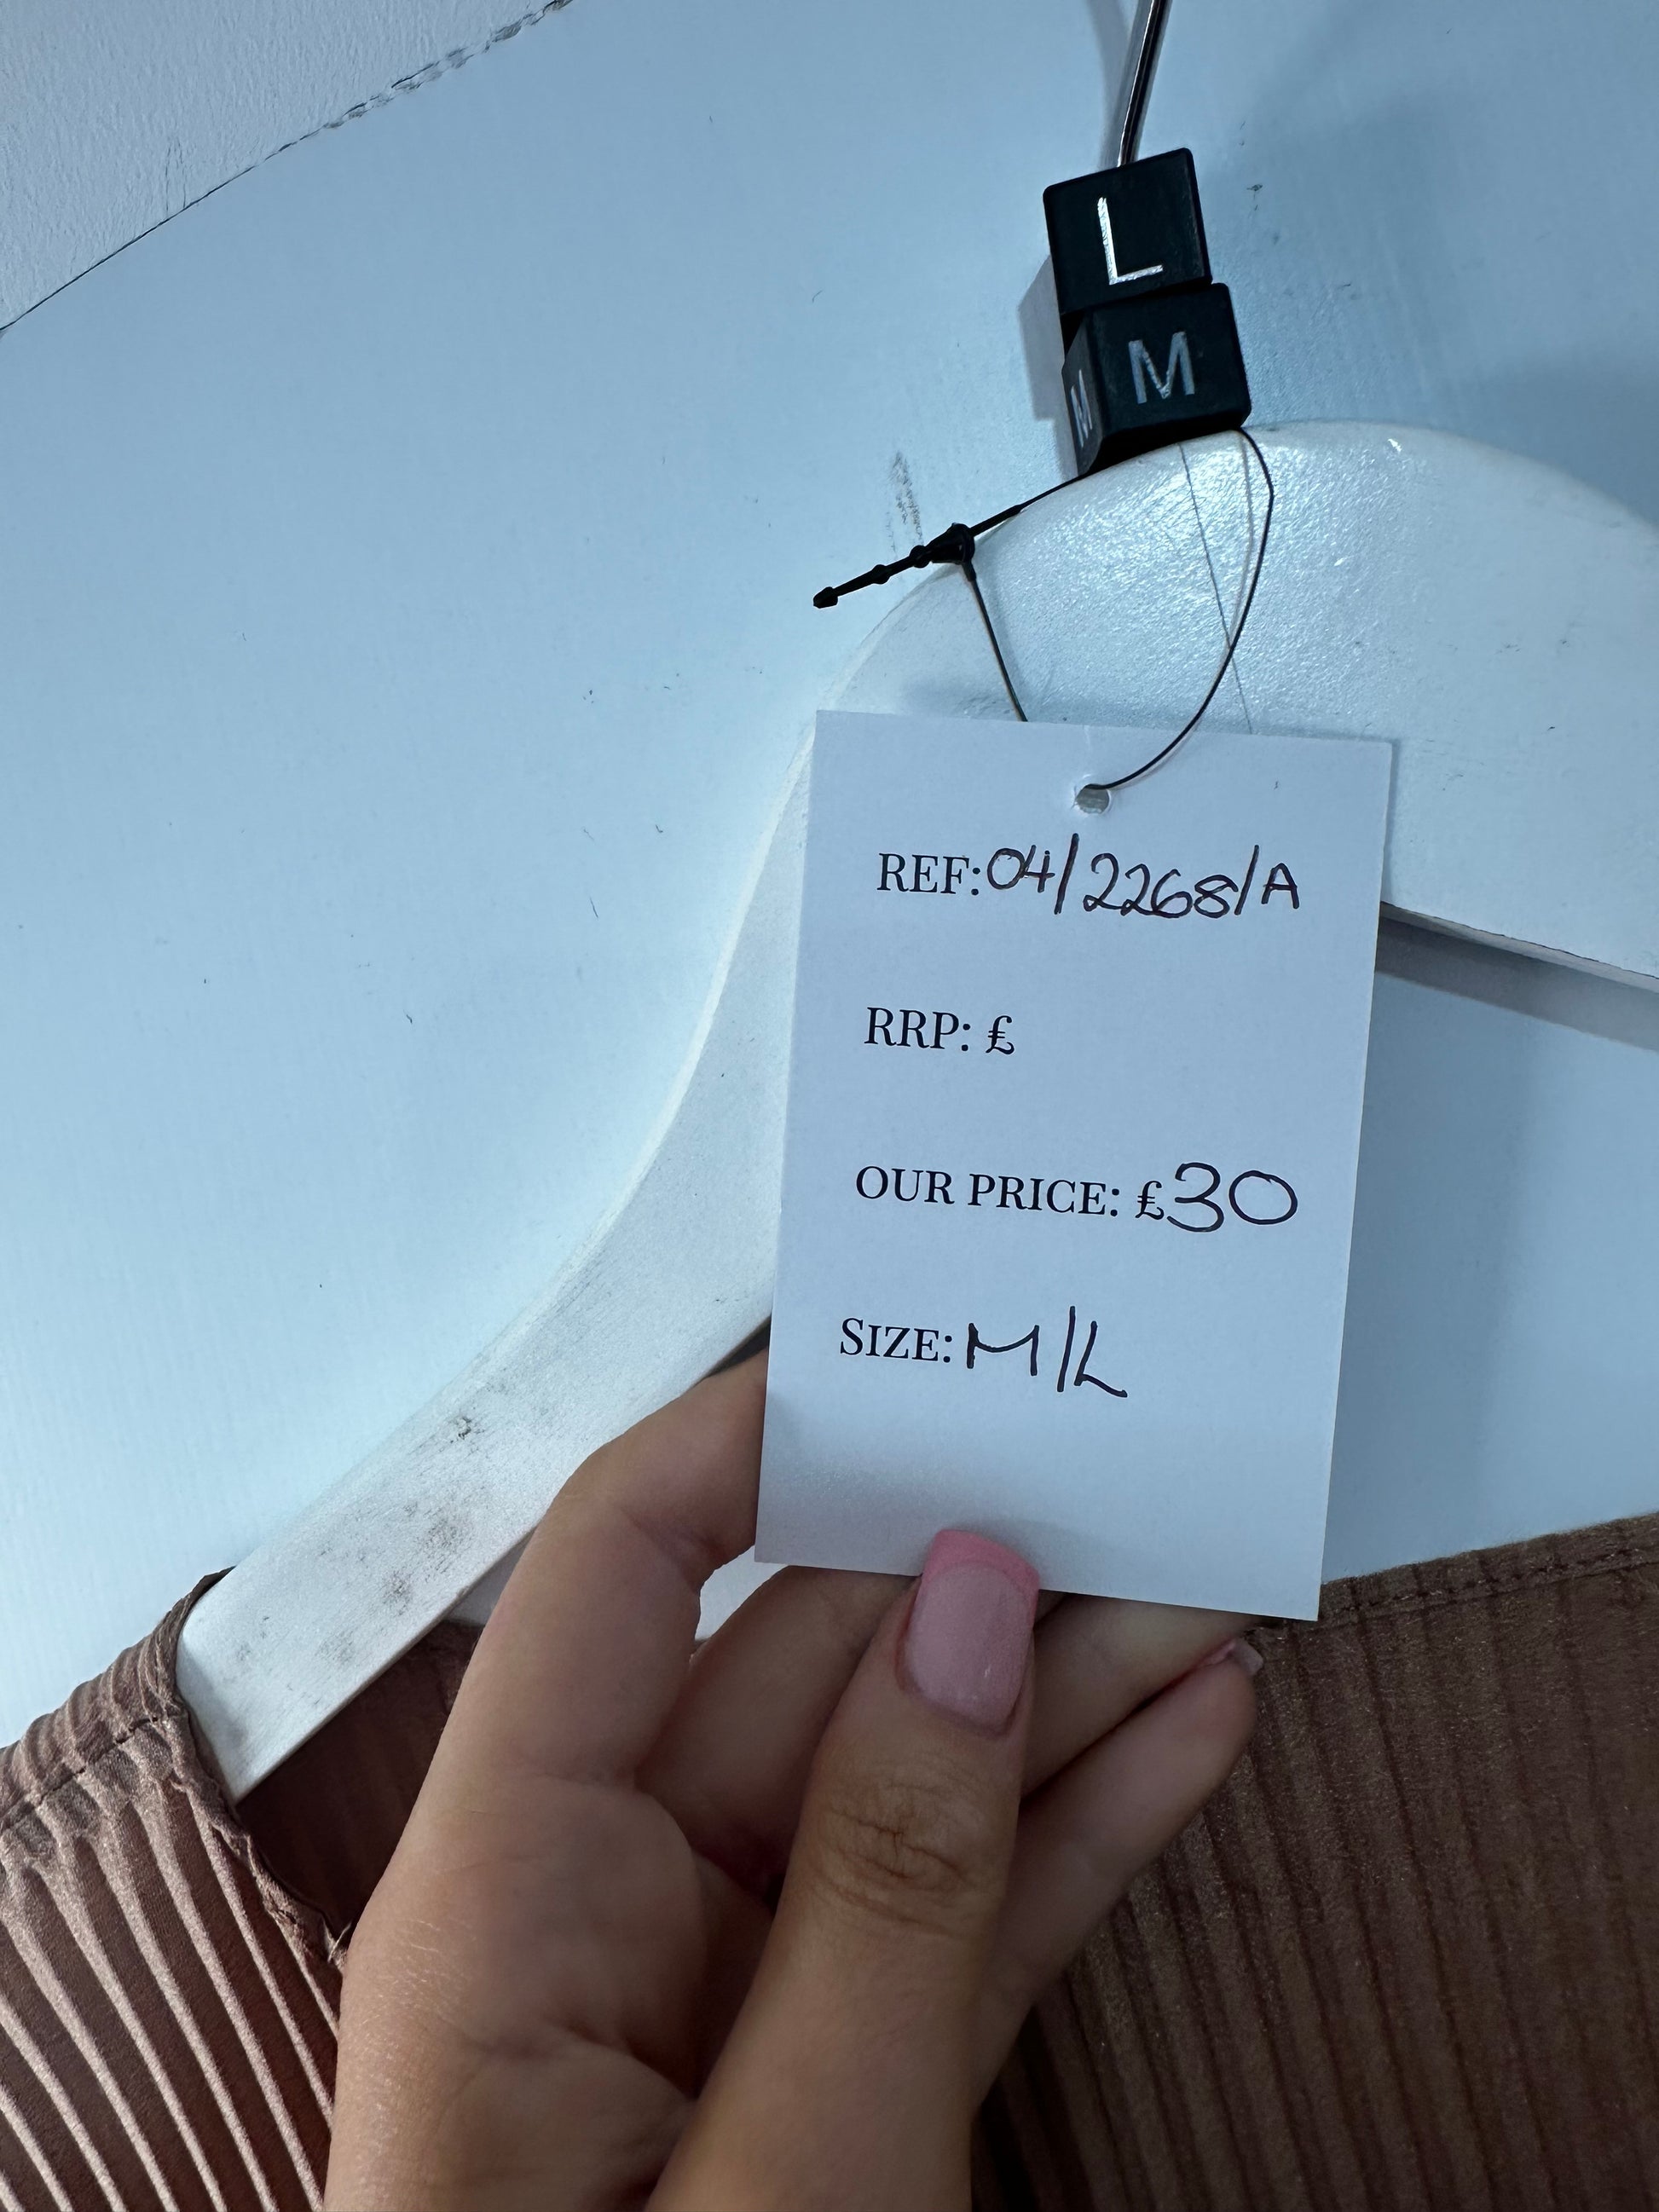 L
M
M
REF: 04/2268/A
RRP: £
OUR PRICE: £30
SIZE: M/L